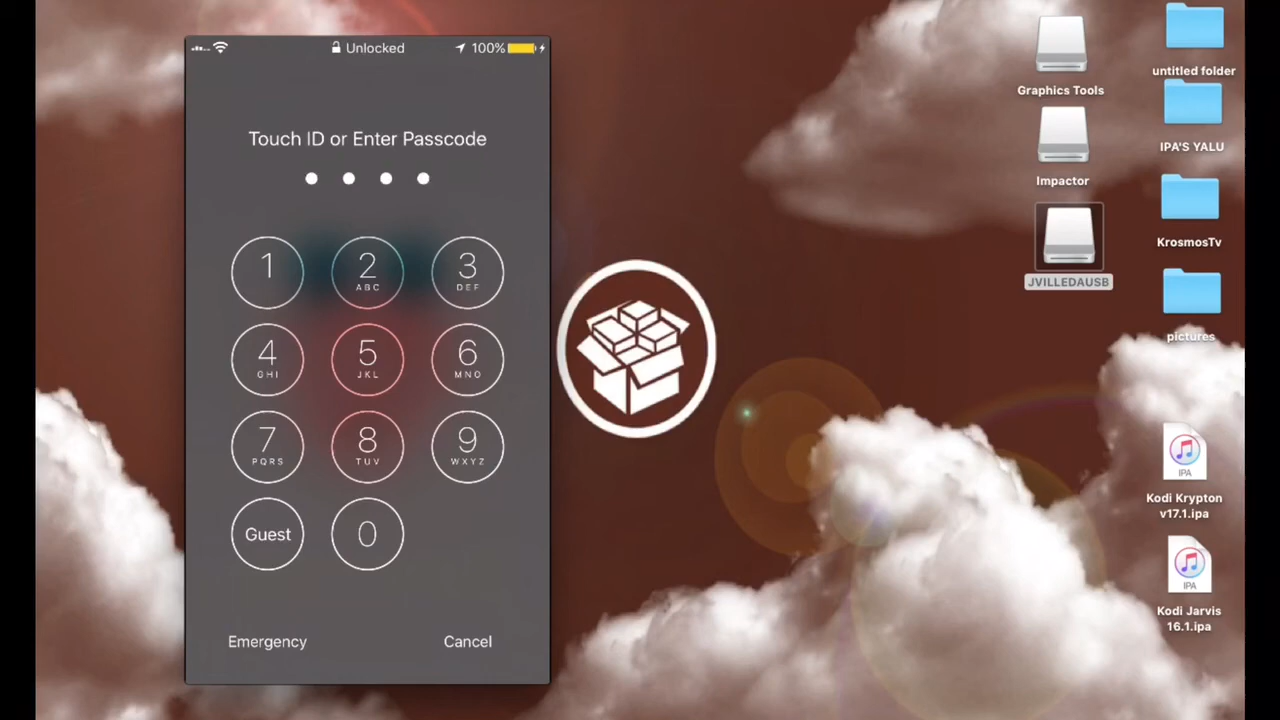 Unlocked
100%
Touch ID or Enter Passcode
1
2
ABC
3
DEF
4
GHI
5
JKL
6
MNO
7
PQRS
8
TUV
9
WXYZ
Guest
0
Emergency
Cancel
Graphics Tools
Impactor
JVILLEDAUSB
untitled folder
IPA'S YALU
KrosmosTv
pictures
IPA
Kodi Krypton
v17.1.ipa
IPA
Kodi Jarvis
16.1.ipa